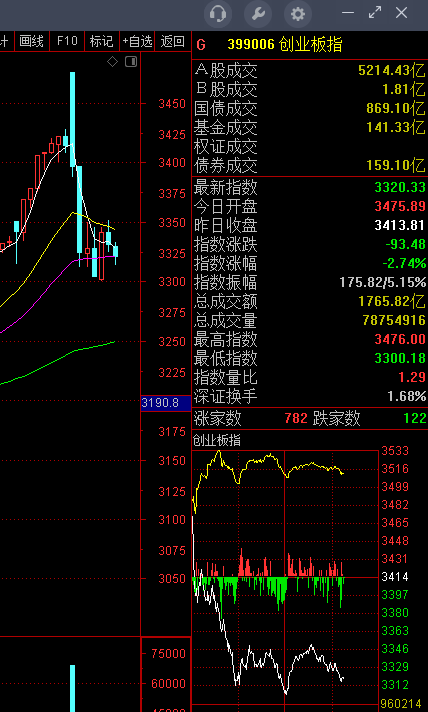 计 画线 F10 标记 +自选 返回
G 399006 创业板指
A股成交 5214.43亿
B股成交 1.81亿
国债成交 869.10亿
基金成交 141.33亿
权证成交
债券成交 159.10亿
最新指数 3320.33
今日开盘 3475.89
昨日收盘 3413.81
指数涨跌 -93.48
指数涨幅 -2.74%
指数振幅 175.82/5.15%
总成交额 1765.82亿
总成交量 78754916
最高指数 3476.00
最低指数 3300.18
指数量比 1.29
深证换手 1.68%
涨家数 782 跌家数 122
3450
3425
3400
3375
3350
3325
3300
3275
3250
3225
3190.8
3175
3150
3125
3100
3075
3050
75000
60000
创业板指
3533
3516
3499
3482
3465
3448
3431
3414
3397
3380
3363
3346
3329
3312
960214